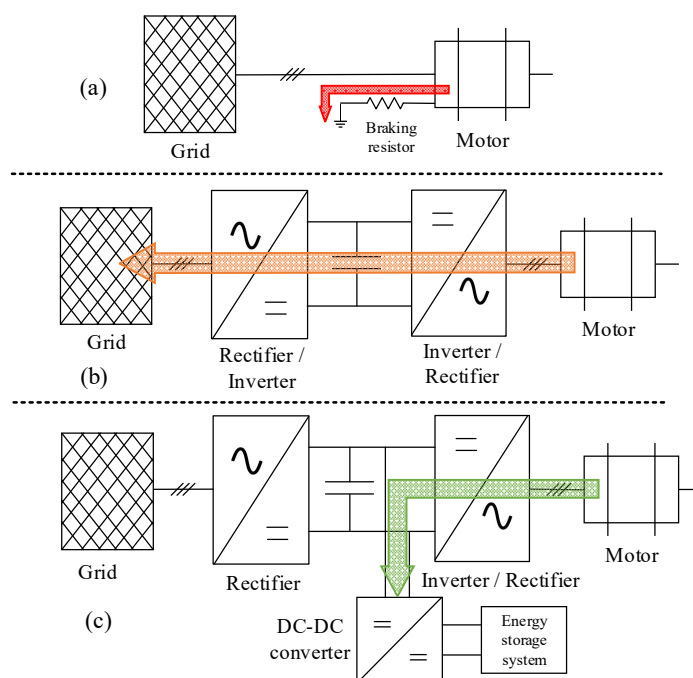 (a)
Grid
Braking
resistor
Motor
Grid
Rectifier /
Inverter
Inverter /
Rectifier
Motor
(b)
Grid
Rectifier
Inverter / Rectifier
Motor
(c)
DC-DC
converter
Energy
storage
system